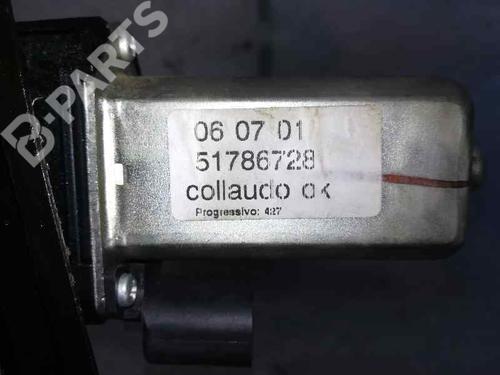 B-PARTS
06 07 01
51786728
collaudo ok
Progressivo: 427